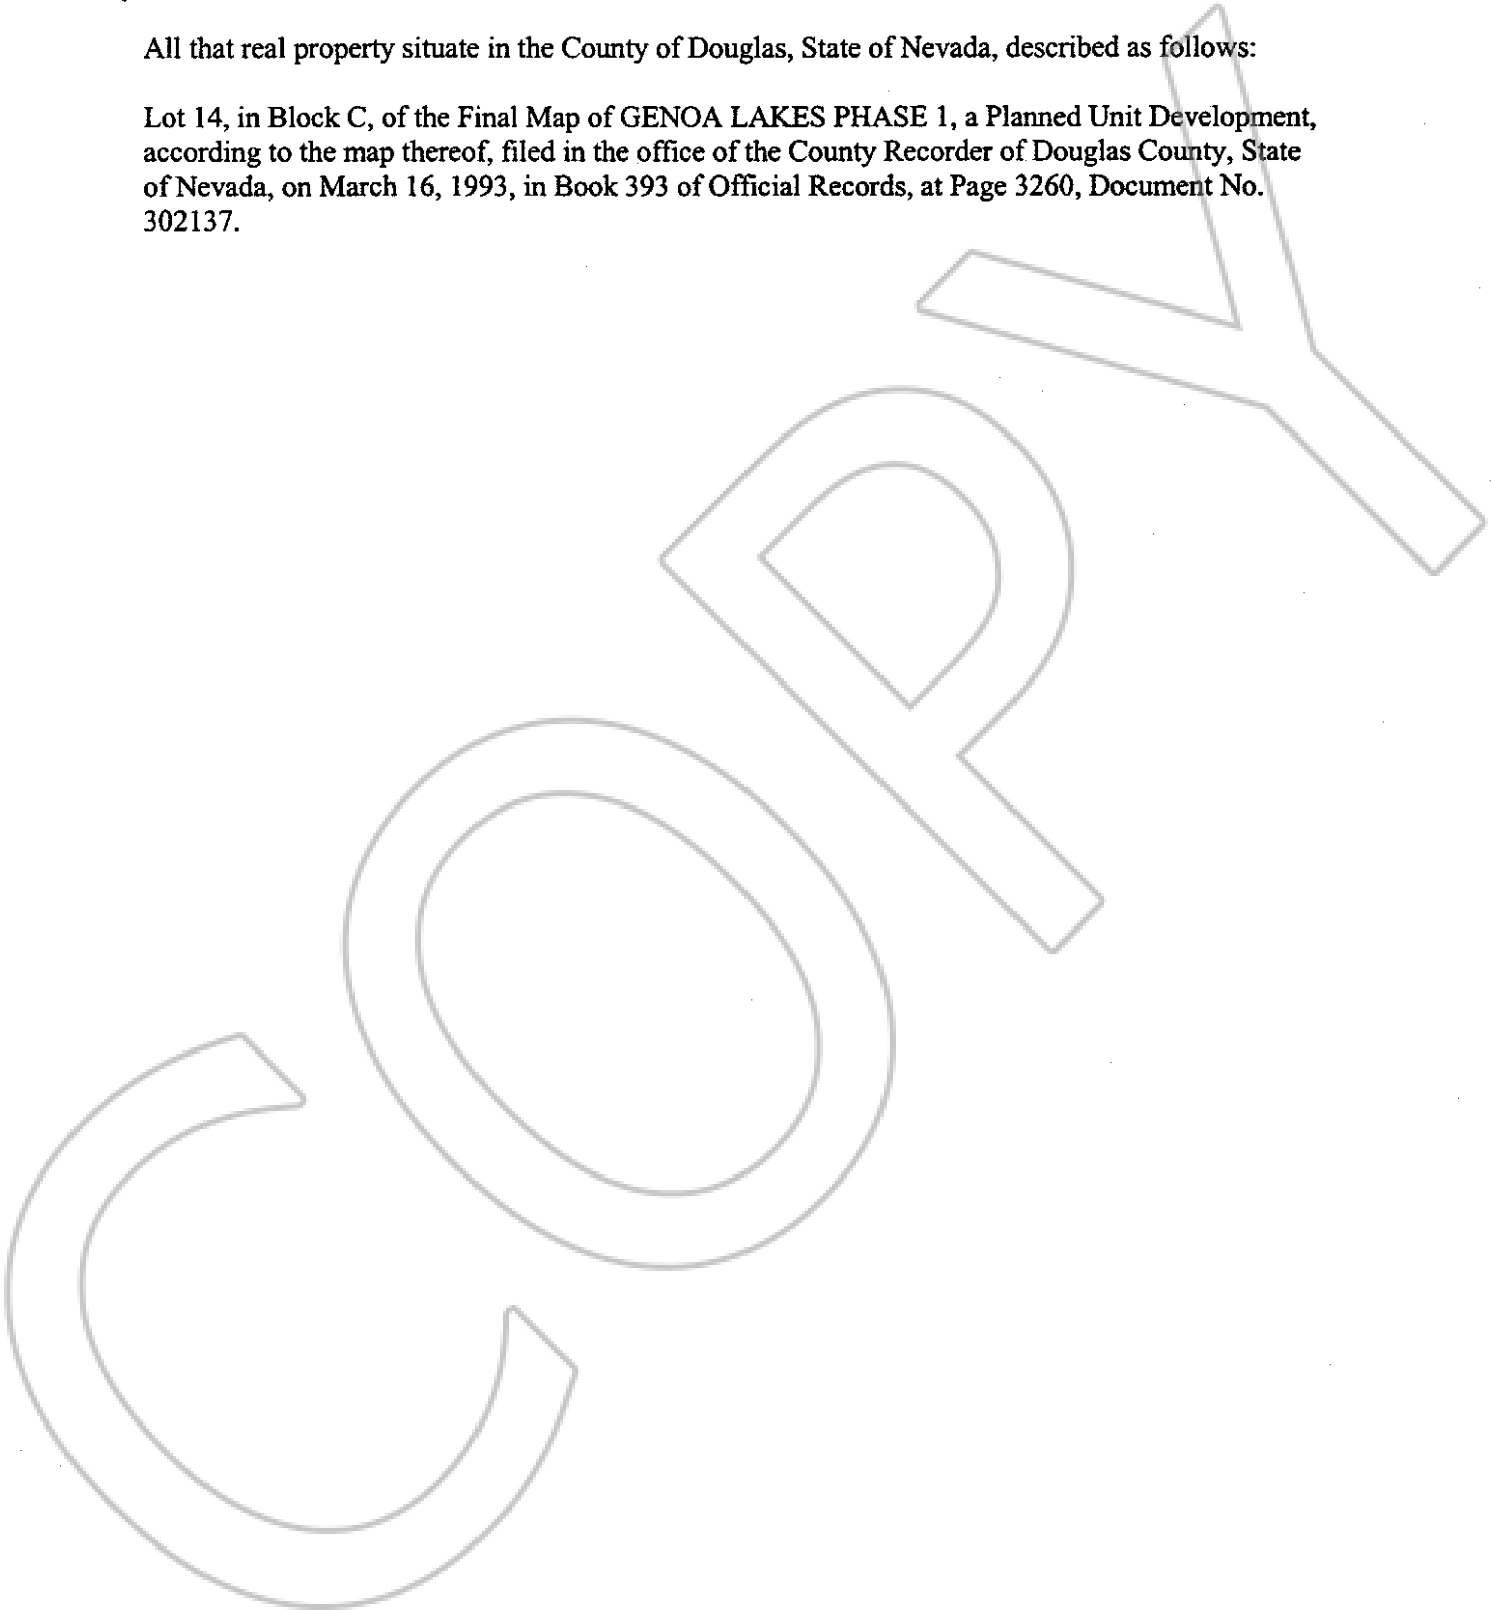 All that real property situate in the County of Douglas, State of Nevada, described as follows:
Lot 14, in Block C, of the Final Map of GENOA LAKES PHASE 1, a Planned Unit Development,
according to the map thereof, filed in the office of the County Recorder of Douglas County, State
of Nevada, on March 16, 1993, in Book 393 of Official Records, at Page 3260, Document No.
302137.
COPY